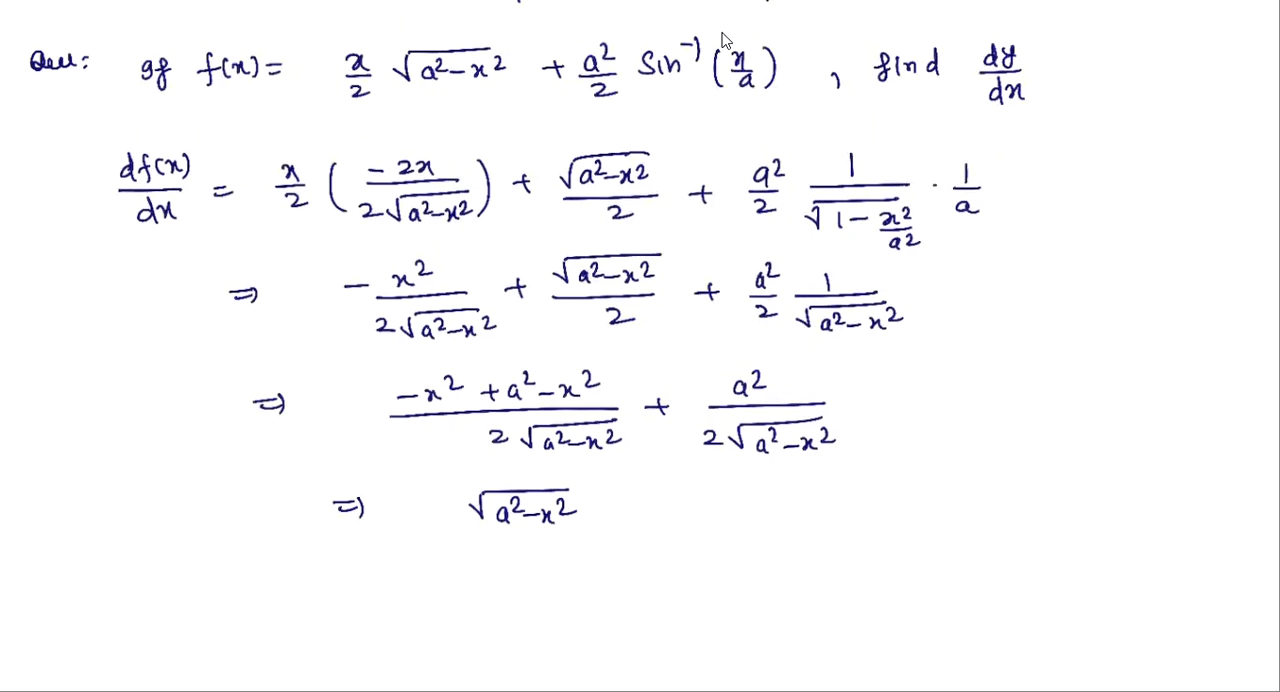 Que: If f(x) = x/2 √(a²-x²) + a²/2 Sin⁻¹(x/a) , find dy/dx
df(x)/dx = x/2 (-2x/(2√(a²-x²))) + √(a²-x²)/2 + a²/2 1/√(1-x²/a²) · 1/a
⇒ -x²/(2√(a²-x²)) + √(a²-x²)/2 + a²/2 1/√(a²-x²)
⇒ (-x²+a²-x²)/(2√(a²-x²)) + a²/(2√(a²-x²))
⇒ √(a²-x²)